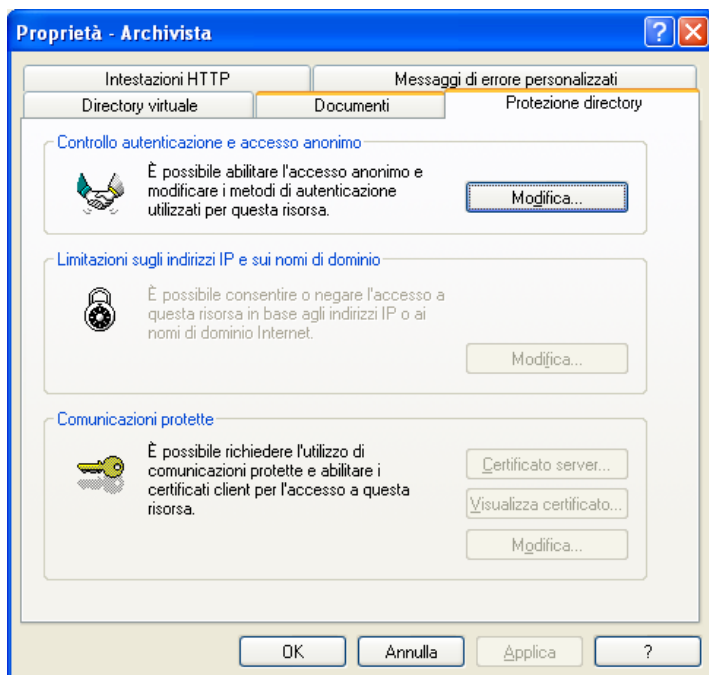 Proprietà - Archivista
Intestazioni HTTP
Messaggi di errore personalizzati
Directory virtuale
Documenti
Protezione directory
Controllo autenticazione e accesso anonimo
È possibile abilitare l'accesso anonimo e
modificare i metodi di autenticazione
utilizzati per questa risorsa.
Modifica...
Limitazioni sugli indirizzi IP e sui nomi di dominio
È possibile consentire o negare l'accesso a
questa risorsa in base agli indirizzi IP o ai
nomi di dominio Internet.
Modifica...
Comunicazioni protette
È possibile richiedere l'utilizzo di
comunicazioni protette e abilitare i
certificati client per l'accesso a questa
risorsa.
Certificato server...
Visualizza certificato...
Modifica...
OK
Annulla
Applica
?